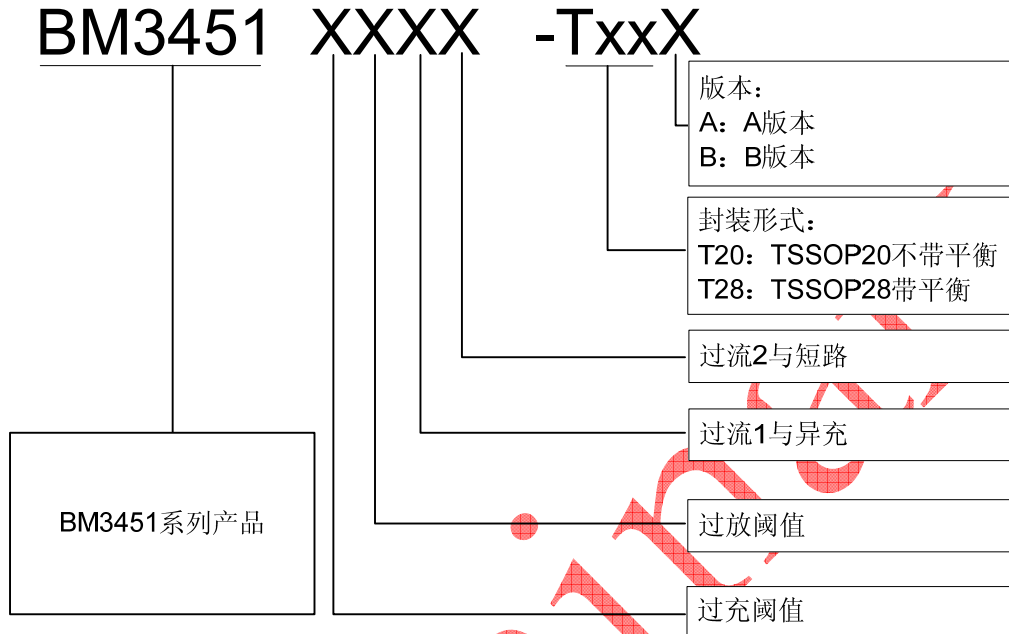 BM3451 XXXX -TxxX
版本：
A：A版本
B：B版本
封装形式：
T20：TSSOP20不带平衡
T28：TSSOP28带平衡
过流2与短路
过流1与异充
BM3451系列产品
过放阈值
过充阈值